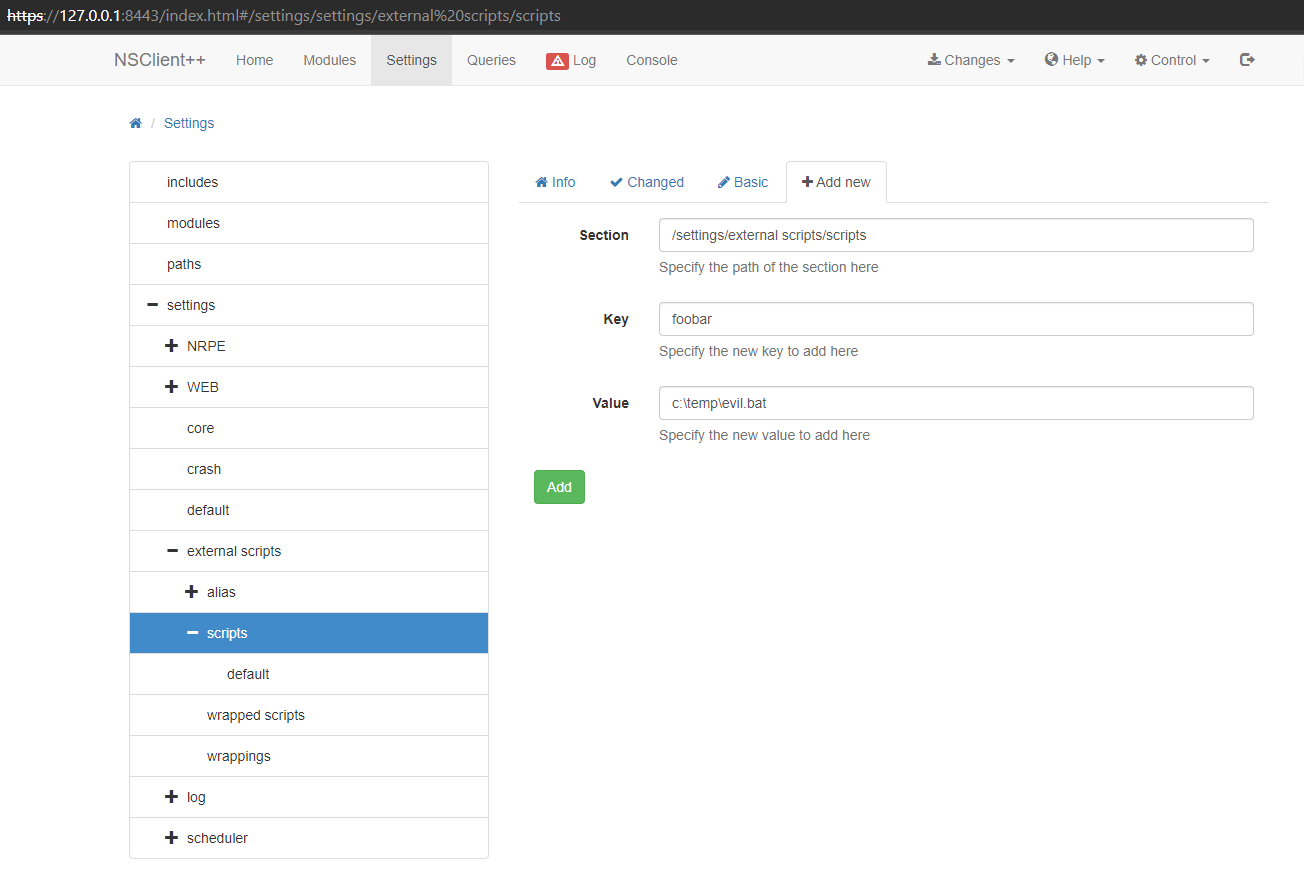 https://127.0.0.1:8443/index.html#/settings/settings/external%20scripts/scripts
NSClient++ Home Modules Settings Queries Log Console Changes Help Control
/ Settings
includes
modules
paths
settings
NRPE
WEB
core
crash
default
external scripts
alias
scripts
default
wrapped scripts
wrappings
log
scheduler
Info Changed Basic Add new
Section /settings/external scripts/scripts
Specify the path of the section here
Key foobar
Specify the new key to add here
Value c:\temp\evil.bat
Specify the new value to add here
Add